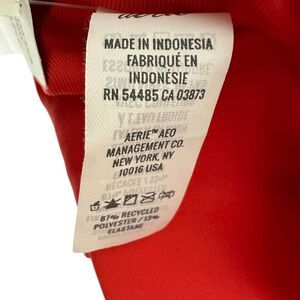 MADE IN INDONESIA
FABRIQUÉ EN
INDONÉSIE
RN 54485 CA 03873
AERIE™ AEO
MANAGEMENT CO.
NEW YORK, NY
10016 USA
87% RECYCLED
POLYESTER / 13%
ELASTANE